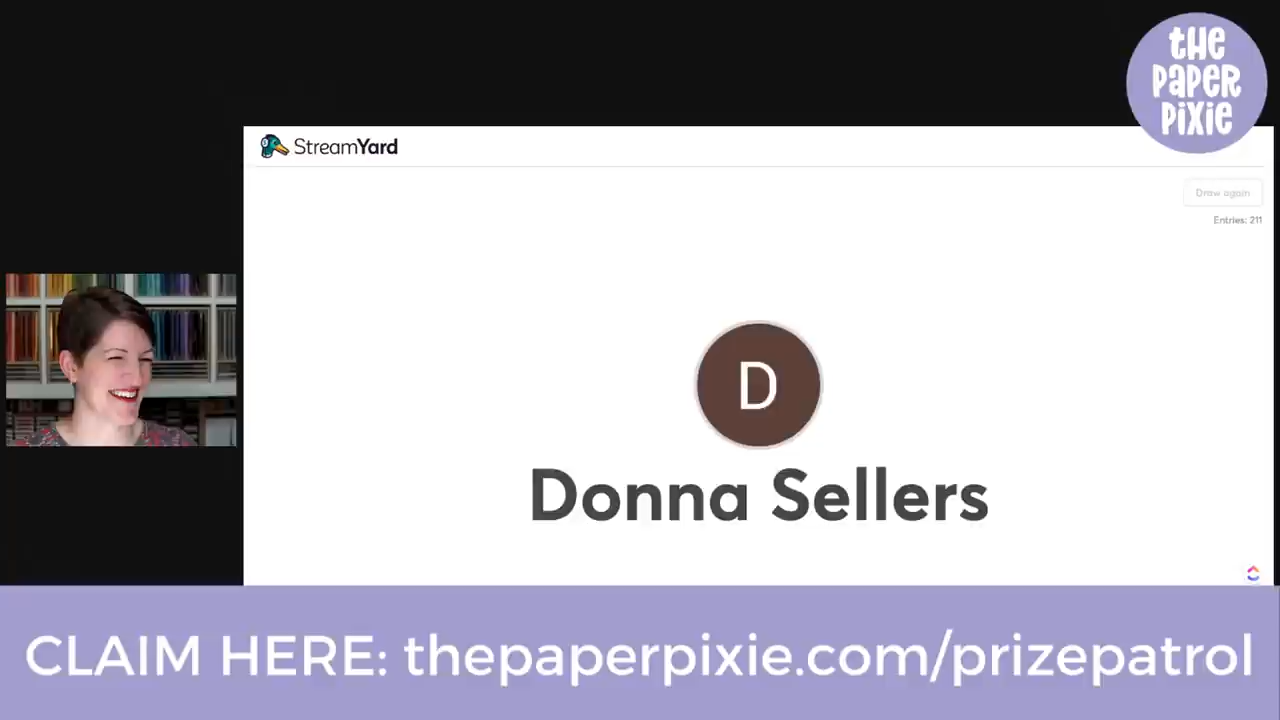 the
paper
pixie
StreamYard
Draw again
Entries: 211
D
Donna Sellers
CLAIM HERE: thepaperpixie.com/prizepatrol